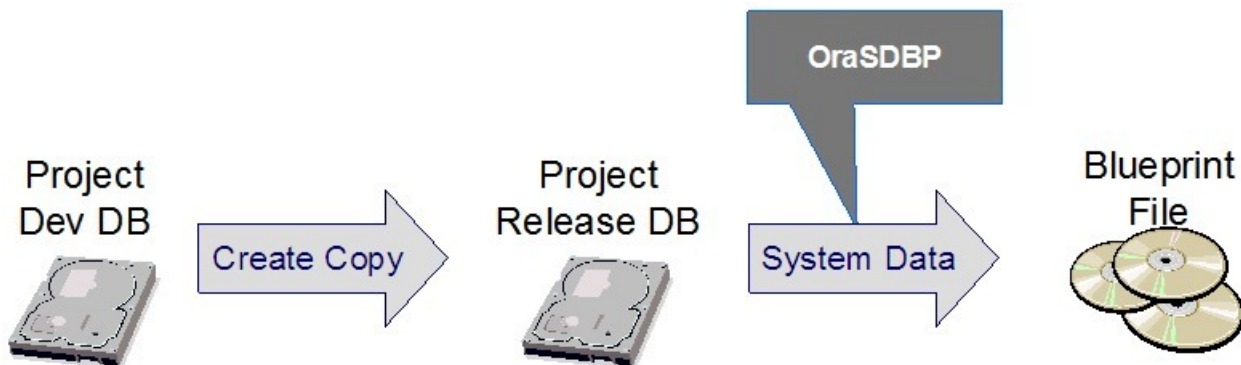 OraSDBP
Project
Dev DB
Create Copy
Project
Release DB
System Data
Blueprint
File